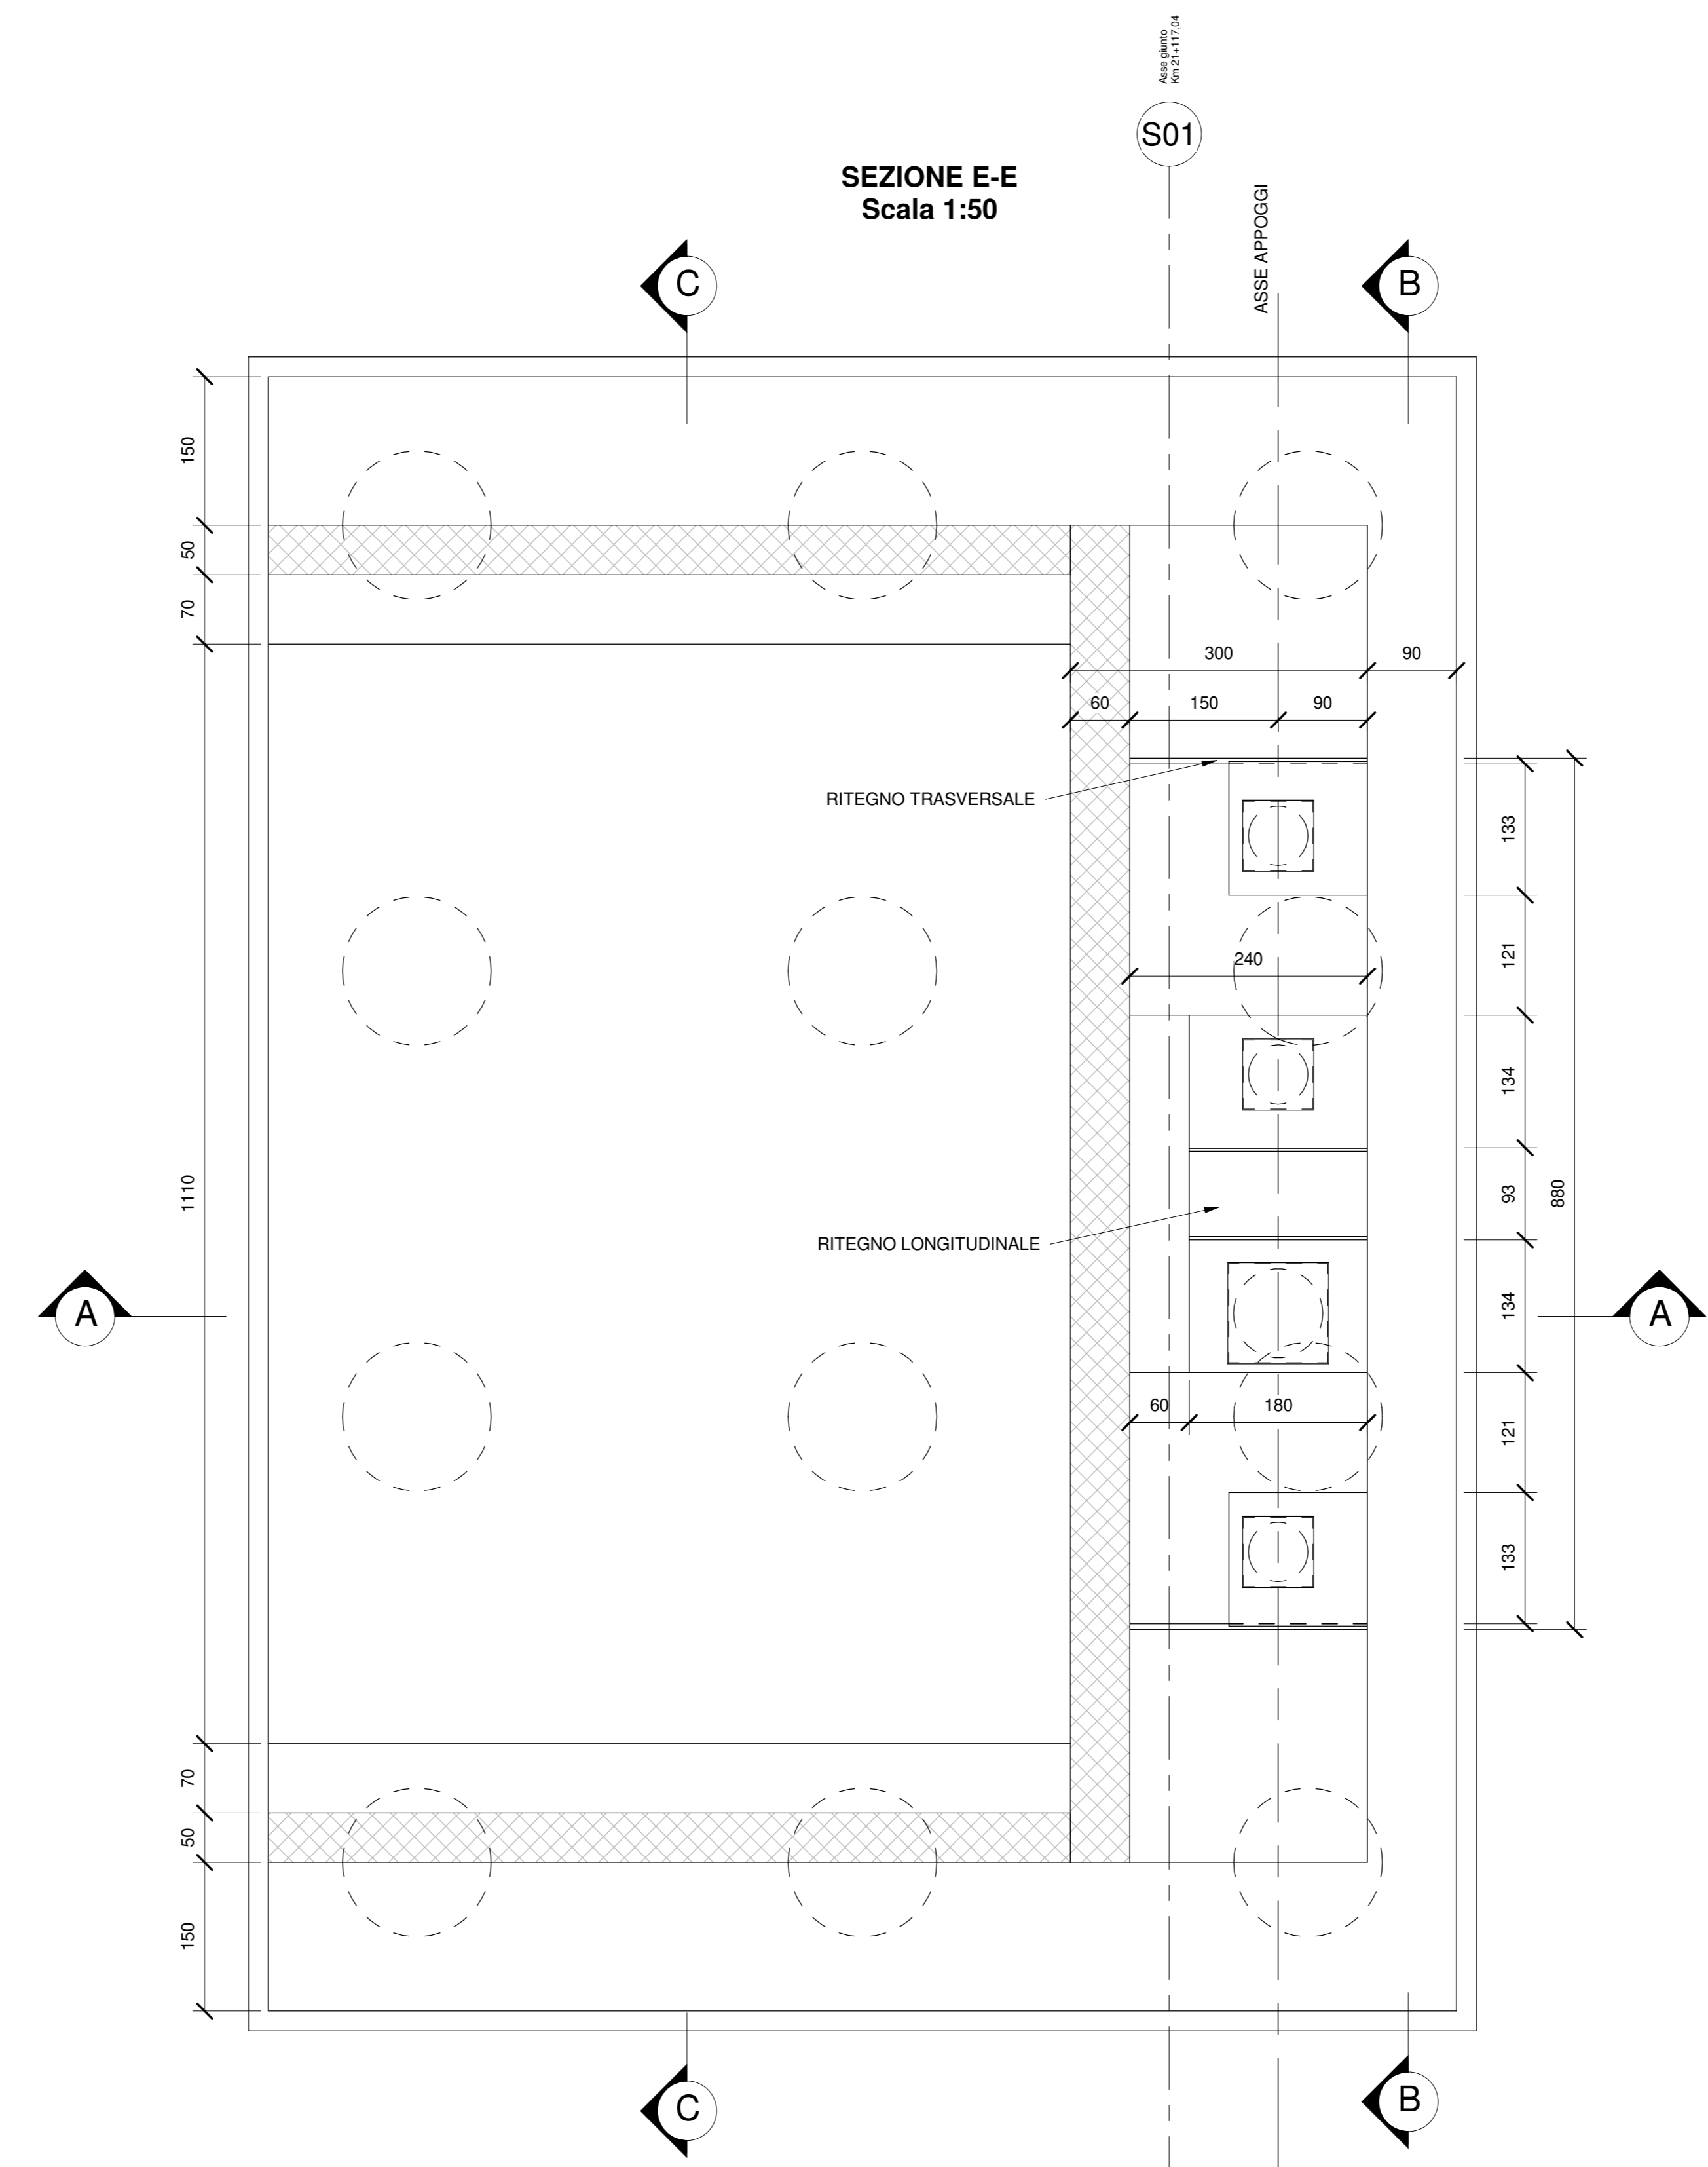 Asse giunto
Km 21+117,04
S01
SEZIONE E-E
Scala 1:50
ASSE APPOGGI
C
B
150
50
70
300
90
60
150
90
RITEGNO TRASVERSALE
133
121
240
134
1110
93
880
RITEGNO LONGITUDINALE
A
134
A
60
180
121
133
70
50
150
C
B